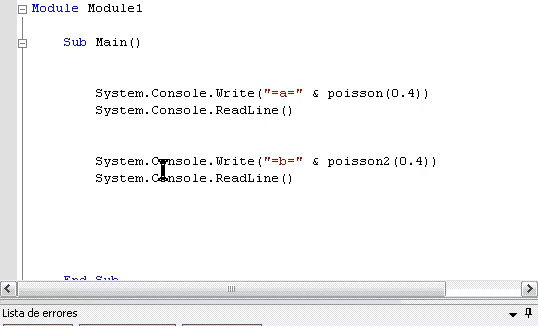 Module Module1
Sub Main()
System.Console.Write("=a=" & poisson(0.4))
System.Console.ReadLine()
System.Console.Write("=b=" & poisson2(0.4))
System.Console.ReadLine()
End Sub
Lista de errores